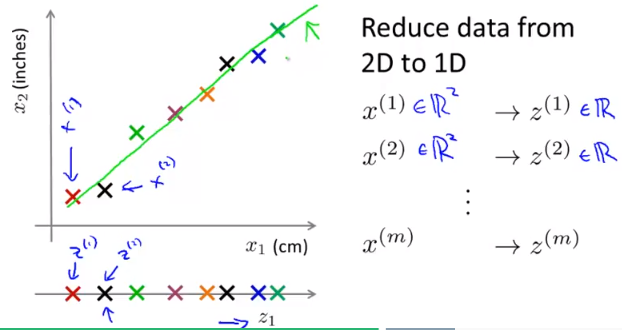 x₂ (inches)
x⁽¹⁾
x⁽²⁾
x₁ (cm)
z⁽¹⁾
z⁽²⁾
z₁
Reduce data from
2D to 1D
x⁽¹⁾ ∈ ℝ² → z⁽¹⁾ ∈ ℝ
x⁽²⁾ ∈ ℝ² → z⁽²⁾ ∈ ℝ
⋮
x⁽ᵐ⁾ → z⁽ᵐ⁾